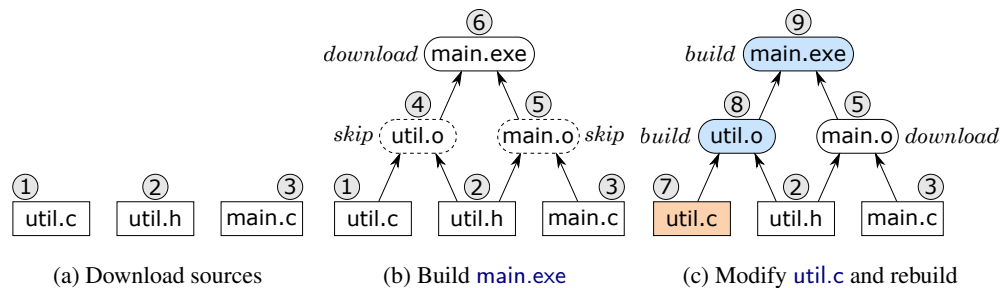 1 util.c
2 util.h
3 main.c
(a) Download sources
6
download main.exe
4 5
skip util.o main.o skip
1 2 3
util.c util.h main.c
(b) Build main.exe
9
build main.exe
8 5
build util.o main.o download
7 2 3
util.c util.h main.c
(c) Modify util.c and rebuild